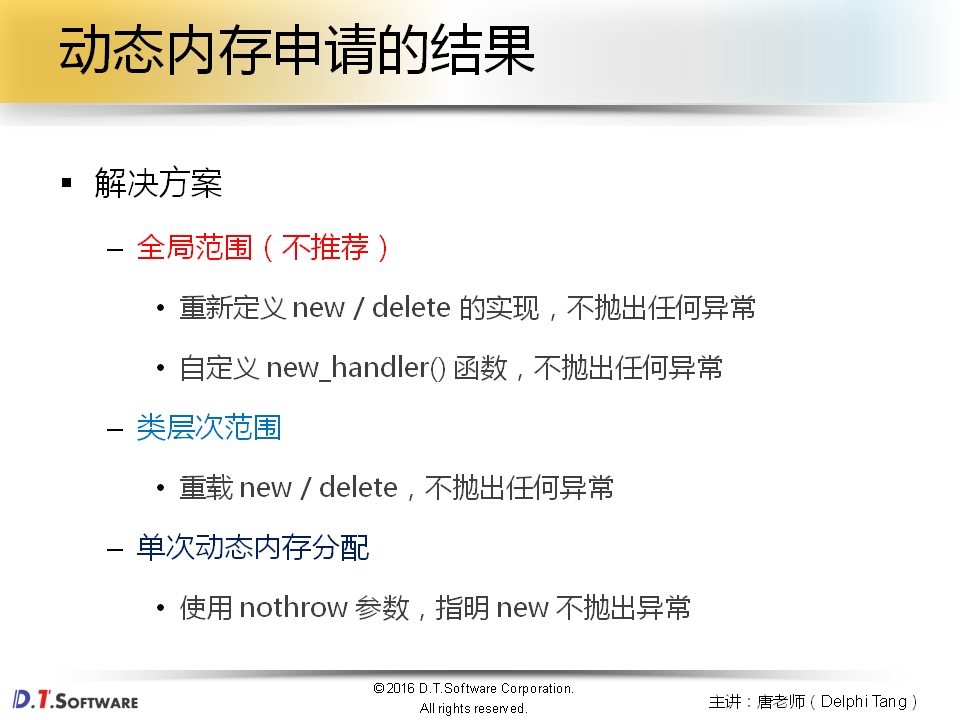 动态内存申请的结果
▪ 解决方案
– 全局范围（不推荐）
• 重新定义 new / delete 的实现，不抛出任何异常
• 自定义 new_handler() 函数，不抛出任何异常
– 类层次范围
• 重载 new / delete，不抛出任何异常
– 单次动态内存分配
• 使用 nothrow 参数，指明 new 不抛出异常
D.T.SOFTWARE
©2016 D.T.Software Corporation.
All rights reserved.
主讲：唐老师（Delphi Tang）